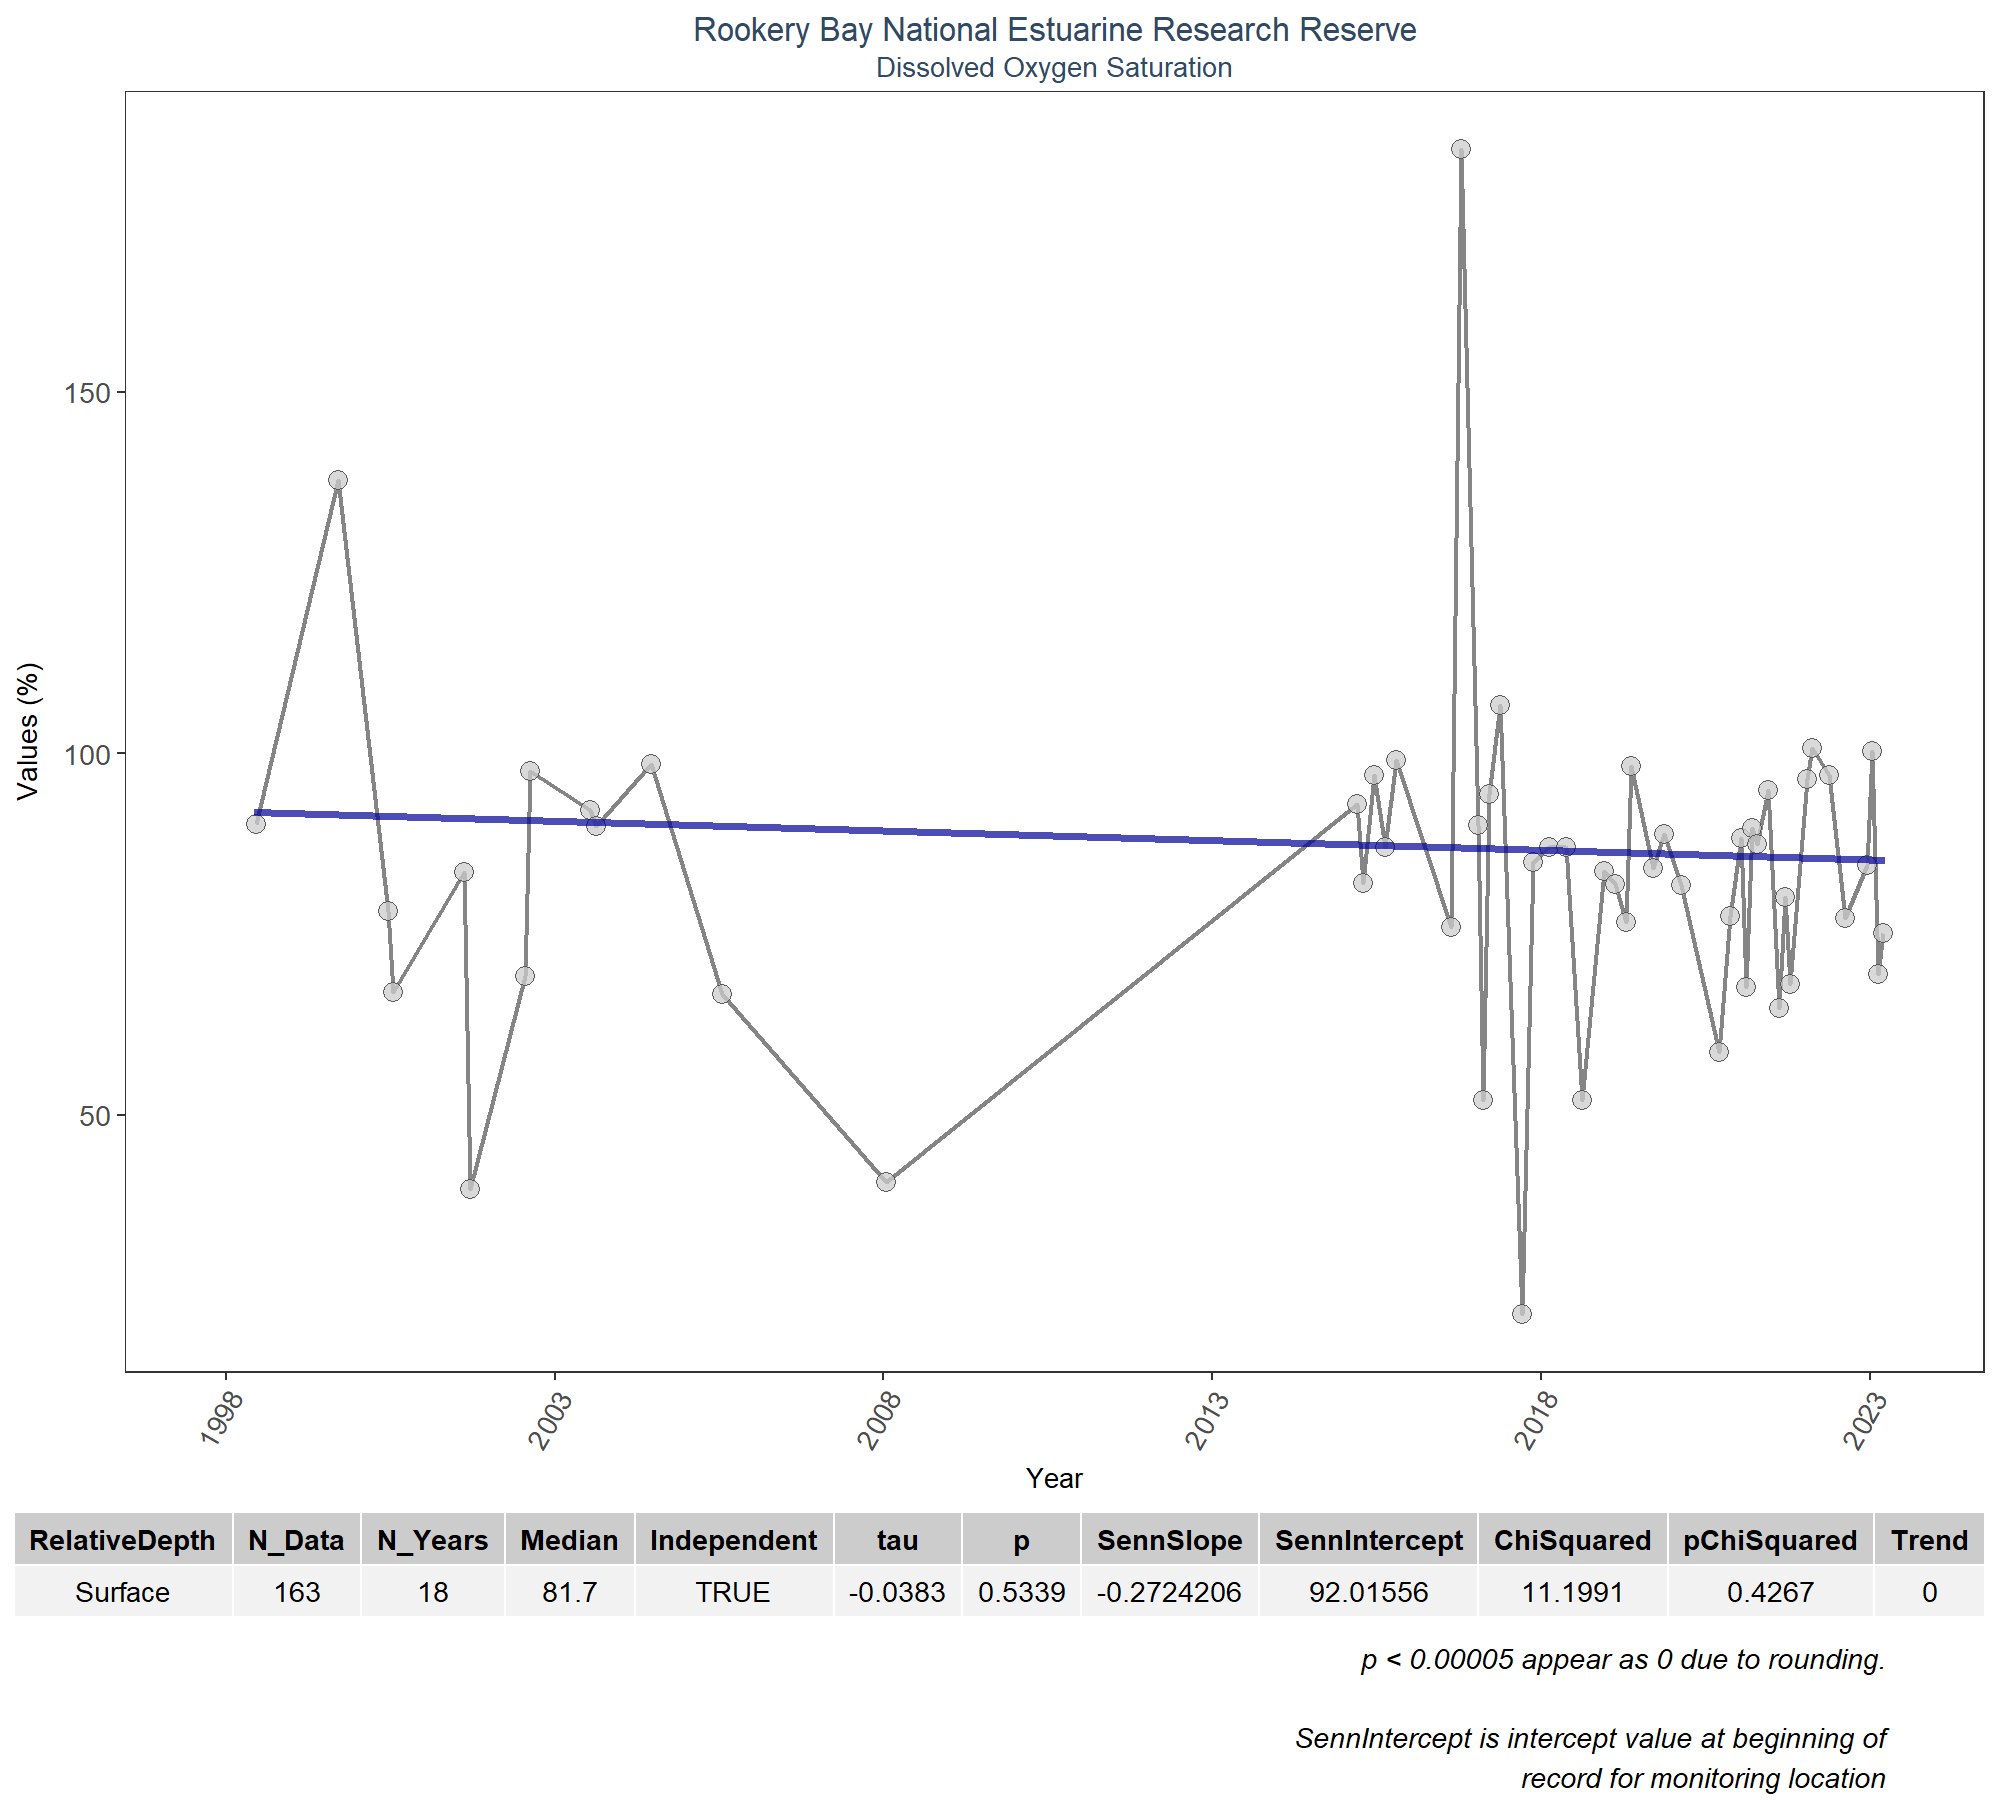 Rookery Bay National Estuarine Research Reserve
Dissolved Oxygen Saturation
Values (%)
150
100
50
1998 2003 2008 2013 2018 2023
Year
RelativeDepth N_Data N_Years Median Independent tau p SennSlope SennIntercept ChiSquared pChiSquared Trend
Surface 163 18 81.7 TRUE -0.0383 0.5339 -0.2724206 92.01556 11.1991 0.4267 0
p < 0.00005 appear as 0 due to rounding.
SennIntercept is intercept value at beginning of
record for monitoring location